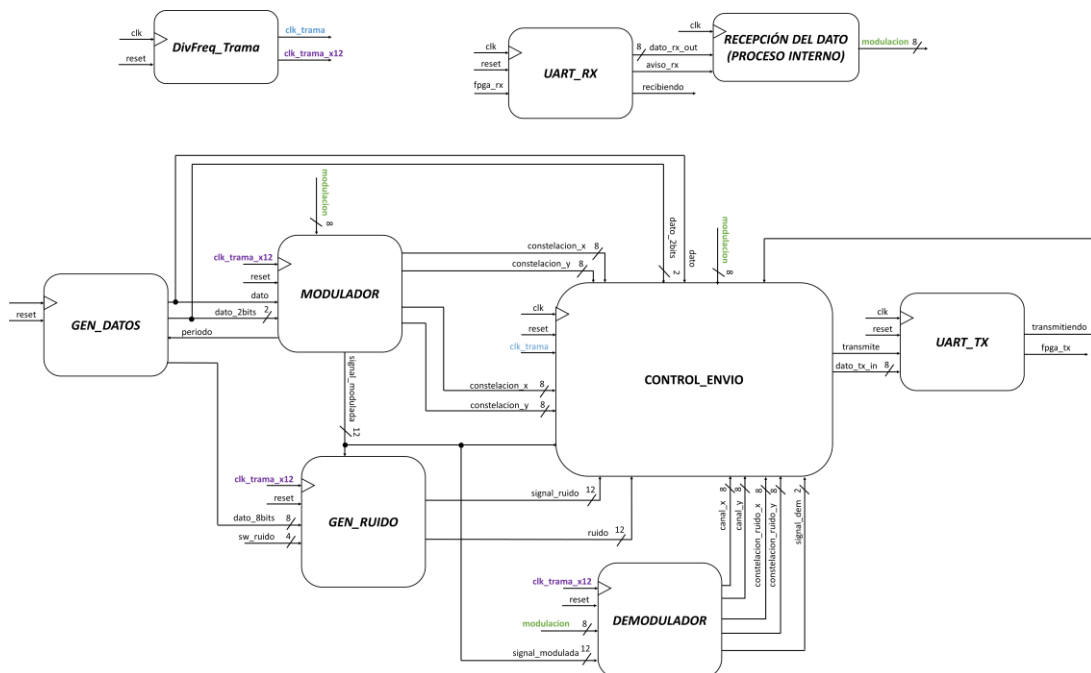 clk
reset
DivFreq_Trama
clk_trama
clk_trama_x12
clk
reset
fpga_rx
UART_RX
8
dato_rx_out
aviso_rx
recibiendo
clk
RECEPCIÓN DEL DATO
(PROCESO INTERNO)
modulacion
8
modulacion
8
clk_trama_x12
reset
dato
dato_2bits
2
periodo
MODULADOR
reset
GEN_DATOS
constelacion_x
8
constelacion_y
8
constelacion_x
8
constelacion_y
8
dato_2bits
2
dato
modulacion
8
clk
reset
clk_trama
CONTROL_ENVIO
transmite
dato_tx_in
8
clk
reset
UART_TX
transmitiendo
fpga_tx
signal_modulada
12
clk_trama_x12
reset
dato_8bits
8
sw_ruido
4
GEN_RUIDO
signal_ruido
12
ruido
12
canal_x
8
canal_y
8
constelacion_ruido_x
8
constelacion_ruido_y
8
signal_dem
2
clk_trama_x12
reset
modulacion
8
signal_modulada
12
DEMODULADOR